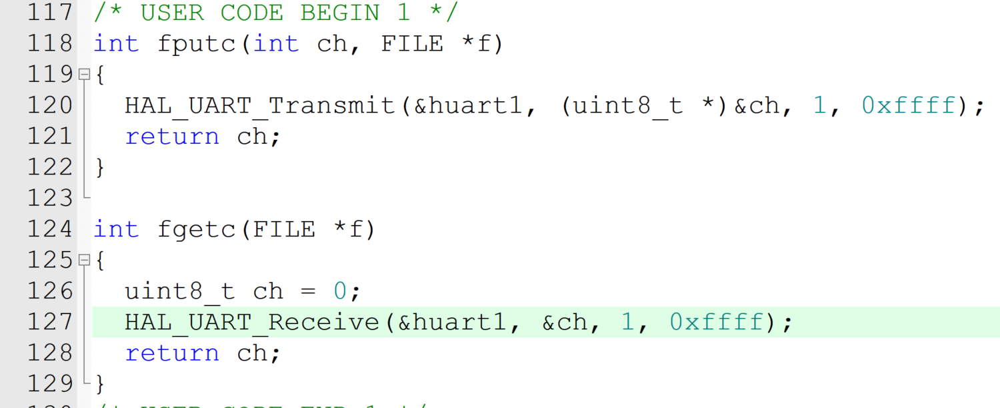 117 /* USER CODE BEGIN 1 */
118 int fputc(int ch, FILE *f)
119 {
120   HAL_UART_Transmit(&huart1, (uint8_t *)&ch, 1, 0xffff);
121   return ch;
122 }
123
124 int fgetc(FILE *f)
125 {
126   uint8_t ch = 0;
127   HAL_UART_Receive(&huart1, &ch, 1, 0xffff);
128   return ch;
129 }